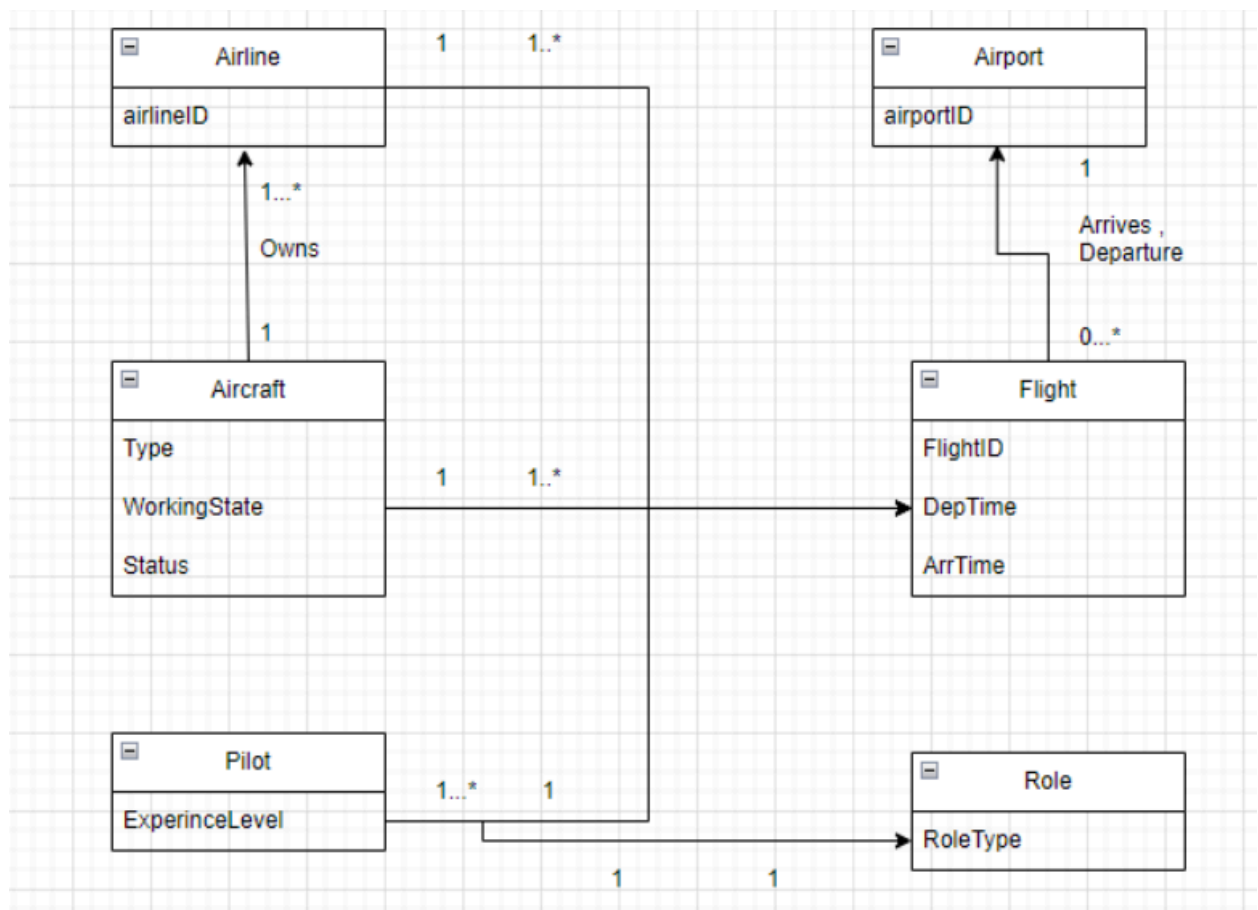 Airline
airlineID
1
1..*
Airport
airportID
1...*
Owns
1
1
Arrives ,
Departure
0...*
Aircraft
Type
WorkingState
Status
1
1..*
Flight
FlightID
DepTime
ArrTime
Pilot
ExperinceLevel
1...*
1
Role
RoleType
1
1